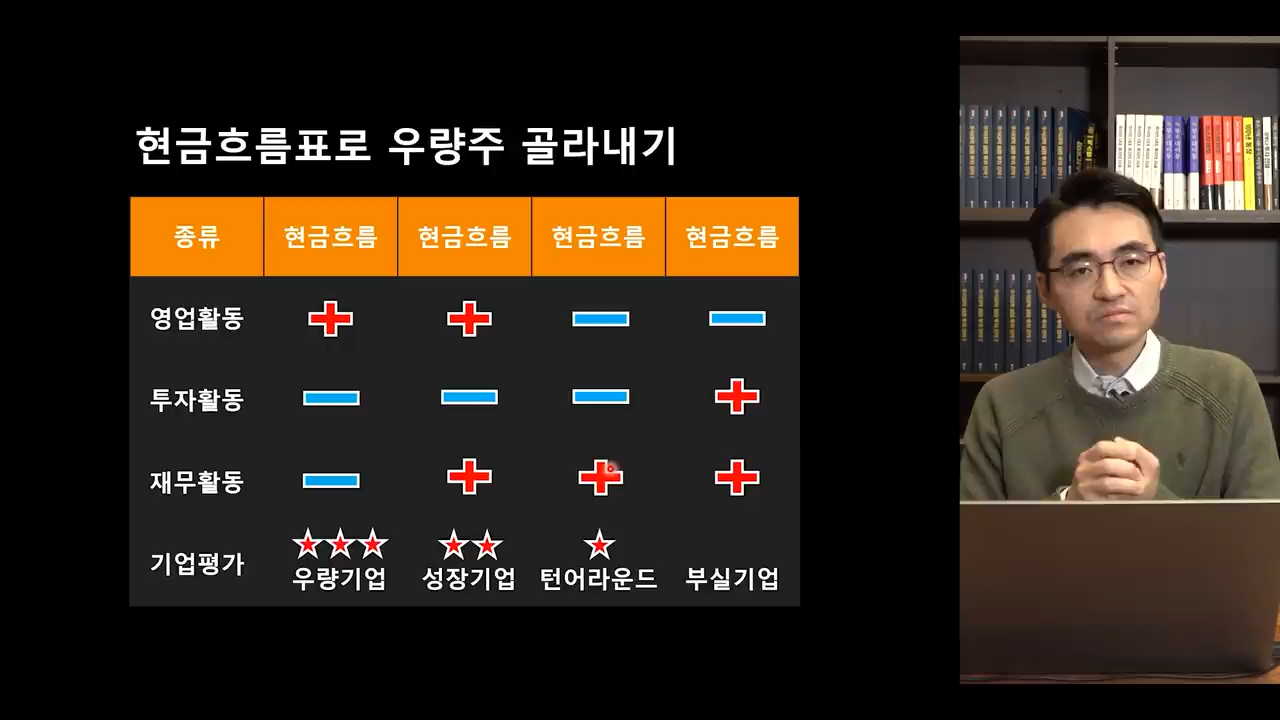 현금흐름표로 우량주 골라내기
종류 현금흐름 현금흐름 현금흐름 현금흐름
영업활동 + + - -
투자활동 - - - +
재무활동 - + + +
기업평가 ★★★ ★★ ★
우량기업 성장기업 턴어라운드 부실기업